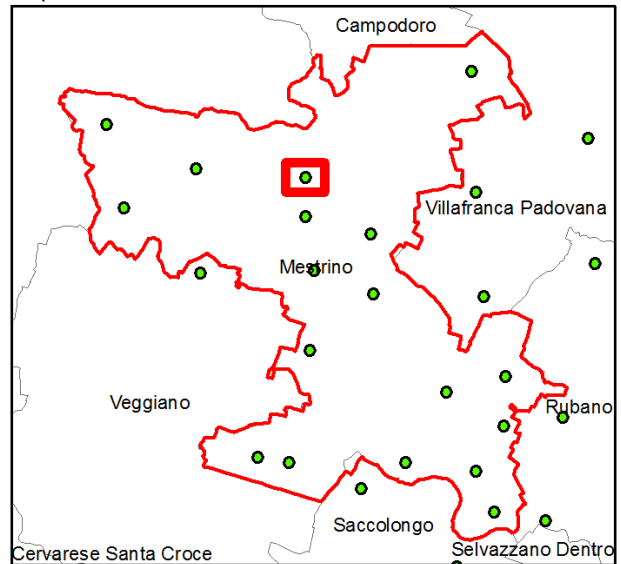 Campodoro
Villafranca Padovana
Mestrino
Veggiano
Rubano
Saccolongo
Cervarese Santa Croce
Selvazzano Dentro